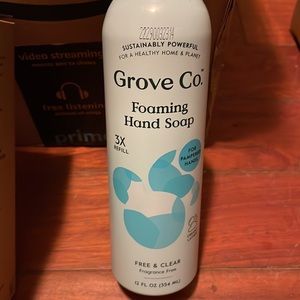 22290032314
SUSTAINABLY POWERFUL
FOR A HEALTHY HOME & PLANET
Grove Co.
Foaming
Hand Soap
3X
REFILL
FOR
PAMPERED
HANDS
FREE & CLEAR
Fragrance Free
12 FL OZ (354 mL)
video streaming
free listening
prime